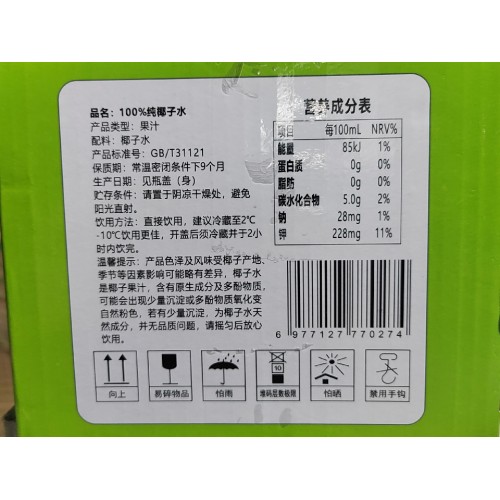 品名：100%纯椰子水
产品类型：果汁
配料：椰子水
产品标准号：GB/T31121
保质期：常温密闭条件下9个月
生产日期：见瓶盖（身）
贮存条件：请置于阴凉干燥处，避免
阳光直射。
饮用方法：直接饮用，建议冷藏至2℃
-10℃饮用更佳，开盖后须冷藏并于2小
时内饮完。
温馨提示：产品色泽及风味受椰子产地、
季节等因素影响可能略有差异，椰子水
是椰子果汁，含有原生成分及多酚物质，
可能会出现少量沉淀或多酚物质氧化变
自然粉色，若有少量沉淀，为椰子水天
然成分，并无品质问题，请摇匀后放心
饮用。
营养成分表
项目 每100mL NRV%
能量 85kJ 1%
蛋白质 0g 0%
脂肪 0g 0%
碳水化合物 5.0g 2%
钠 28mg 1%
钾 228mg 11%
6 977127 770274
10
向上 易碎物品 怕雨 堆码层数极限 怕晒 禁用手钩